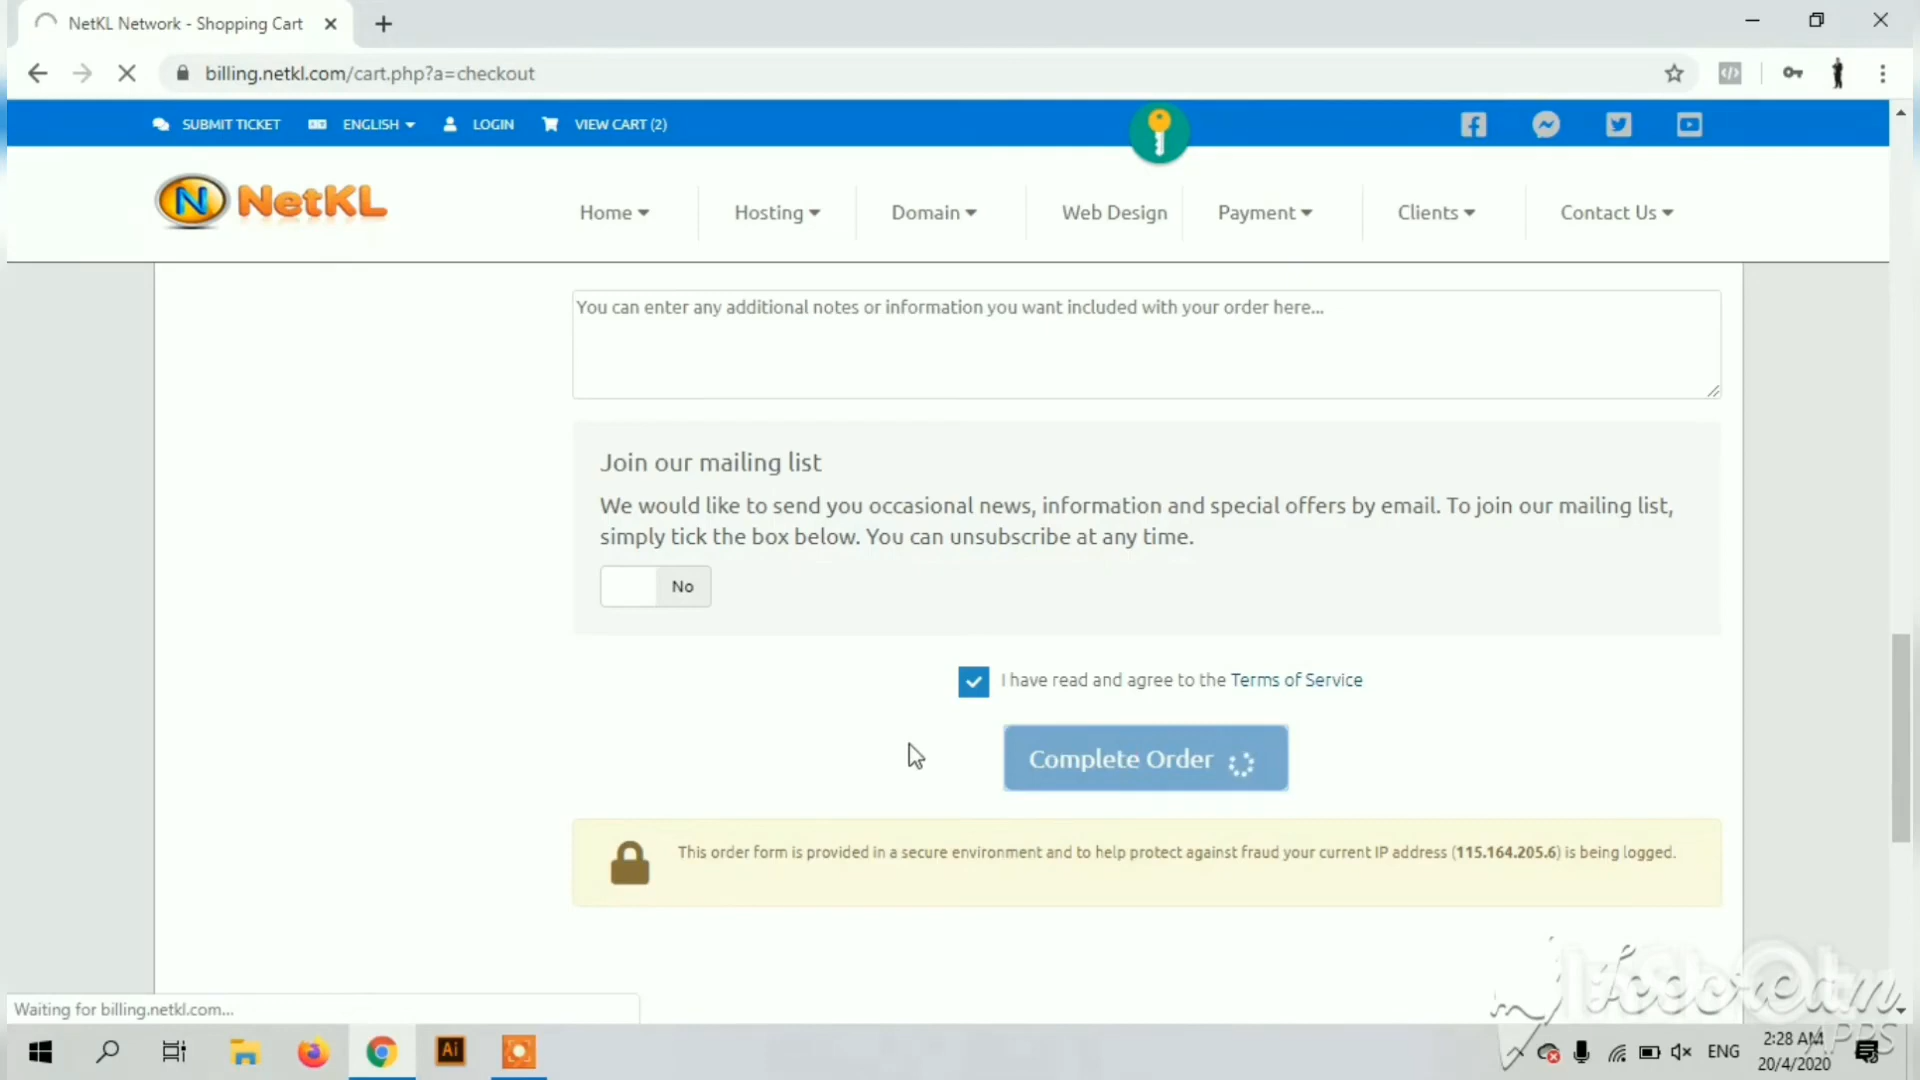 NetKL Network - Shopping Cart
billing.netkl.com/cart.php?a=checkout
SUBMIT TICKET ENGLISH LOGIN VIEW CART (2)
N NetKL
Home Hosting Domain Web Design Payment Clients Contact Us
You can enter any additional notes or information you want included with your order here...
Join our mailing list
We would like to send you occasional news, information and special offers by email. To join our mailing list,
simply tick the box below. You can unsubscribe at any time.
No
I have read and agree to the Terms of Service
Complete Order
This order form is provided in a secure environment and to help protect against fraud your current IP address (115.164.205.6) is being logged.
Waiting for billing.netkl.com...
Ai
ENG
2:28 AM
20/4/2020
APPS